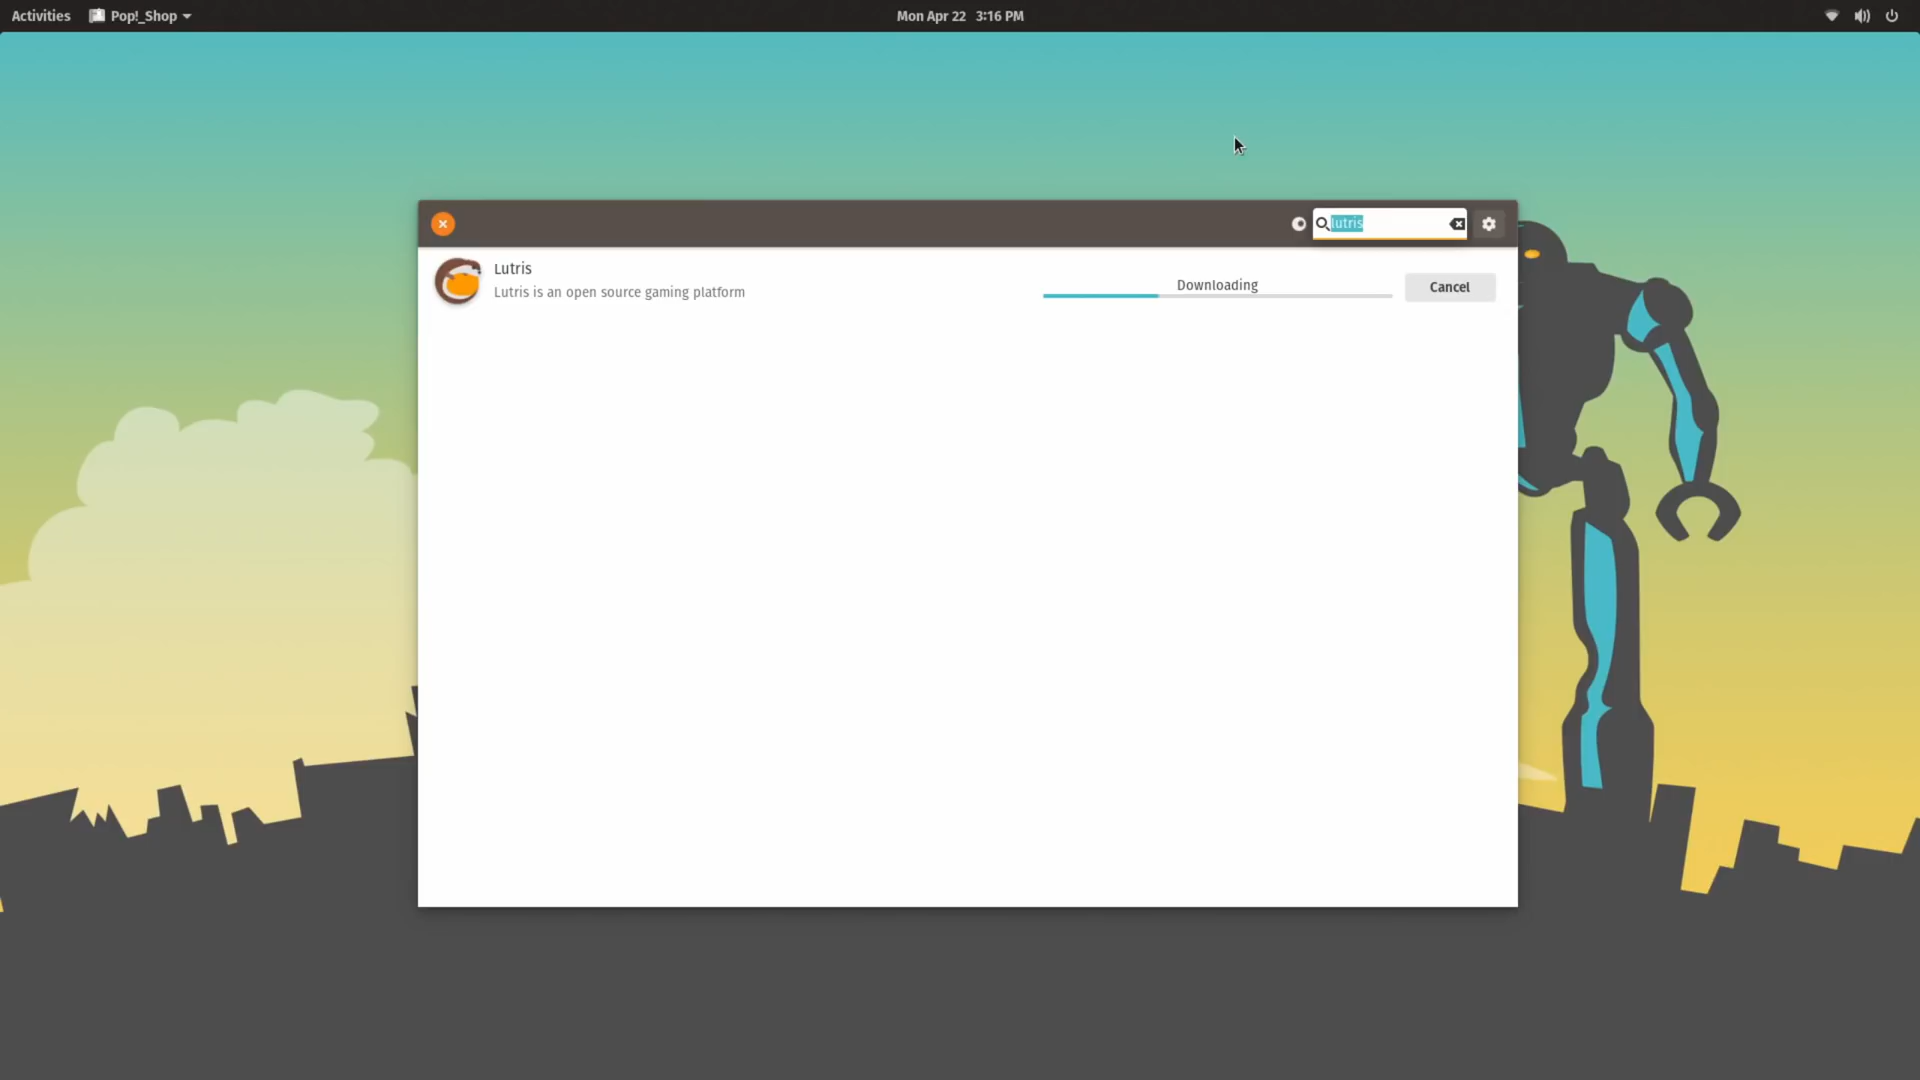 Activities Pop!_Shop Mon Apr 22 3:16 PM
lutris
Lutris
Lutris is an open source gaming platform
Downloading
Cancel